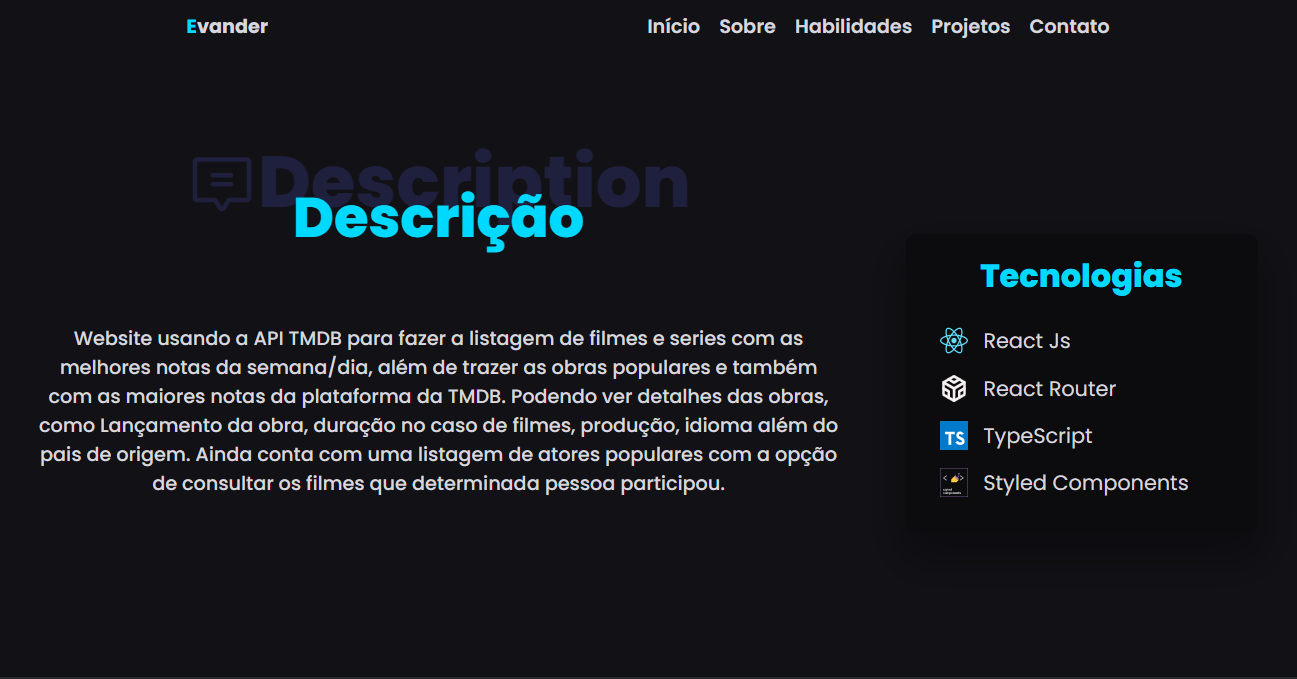 Evander
Início Sobre Habilidades Projetos Contato
Description
Descrição
Website usando a API TMDB para fazer a listagem de filmes e series com as
melhores notas da semana/dia, além de trazer as obras populares e também
com as maiores notas da plataforma da TMDB. Podendo ver detalhes das obras,
como Lançamento da obra, duração no caso de filmes, produção, idioma além do
pais de origem. Ainda conta com uma listagem de atores populares com a opção
de consultar os filmes que determinada pessoa participou.
Tecnologias
React Js
React Router
TS TypeScript
Styled Components